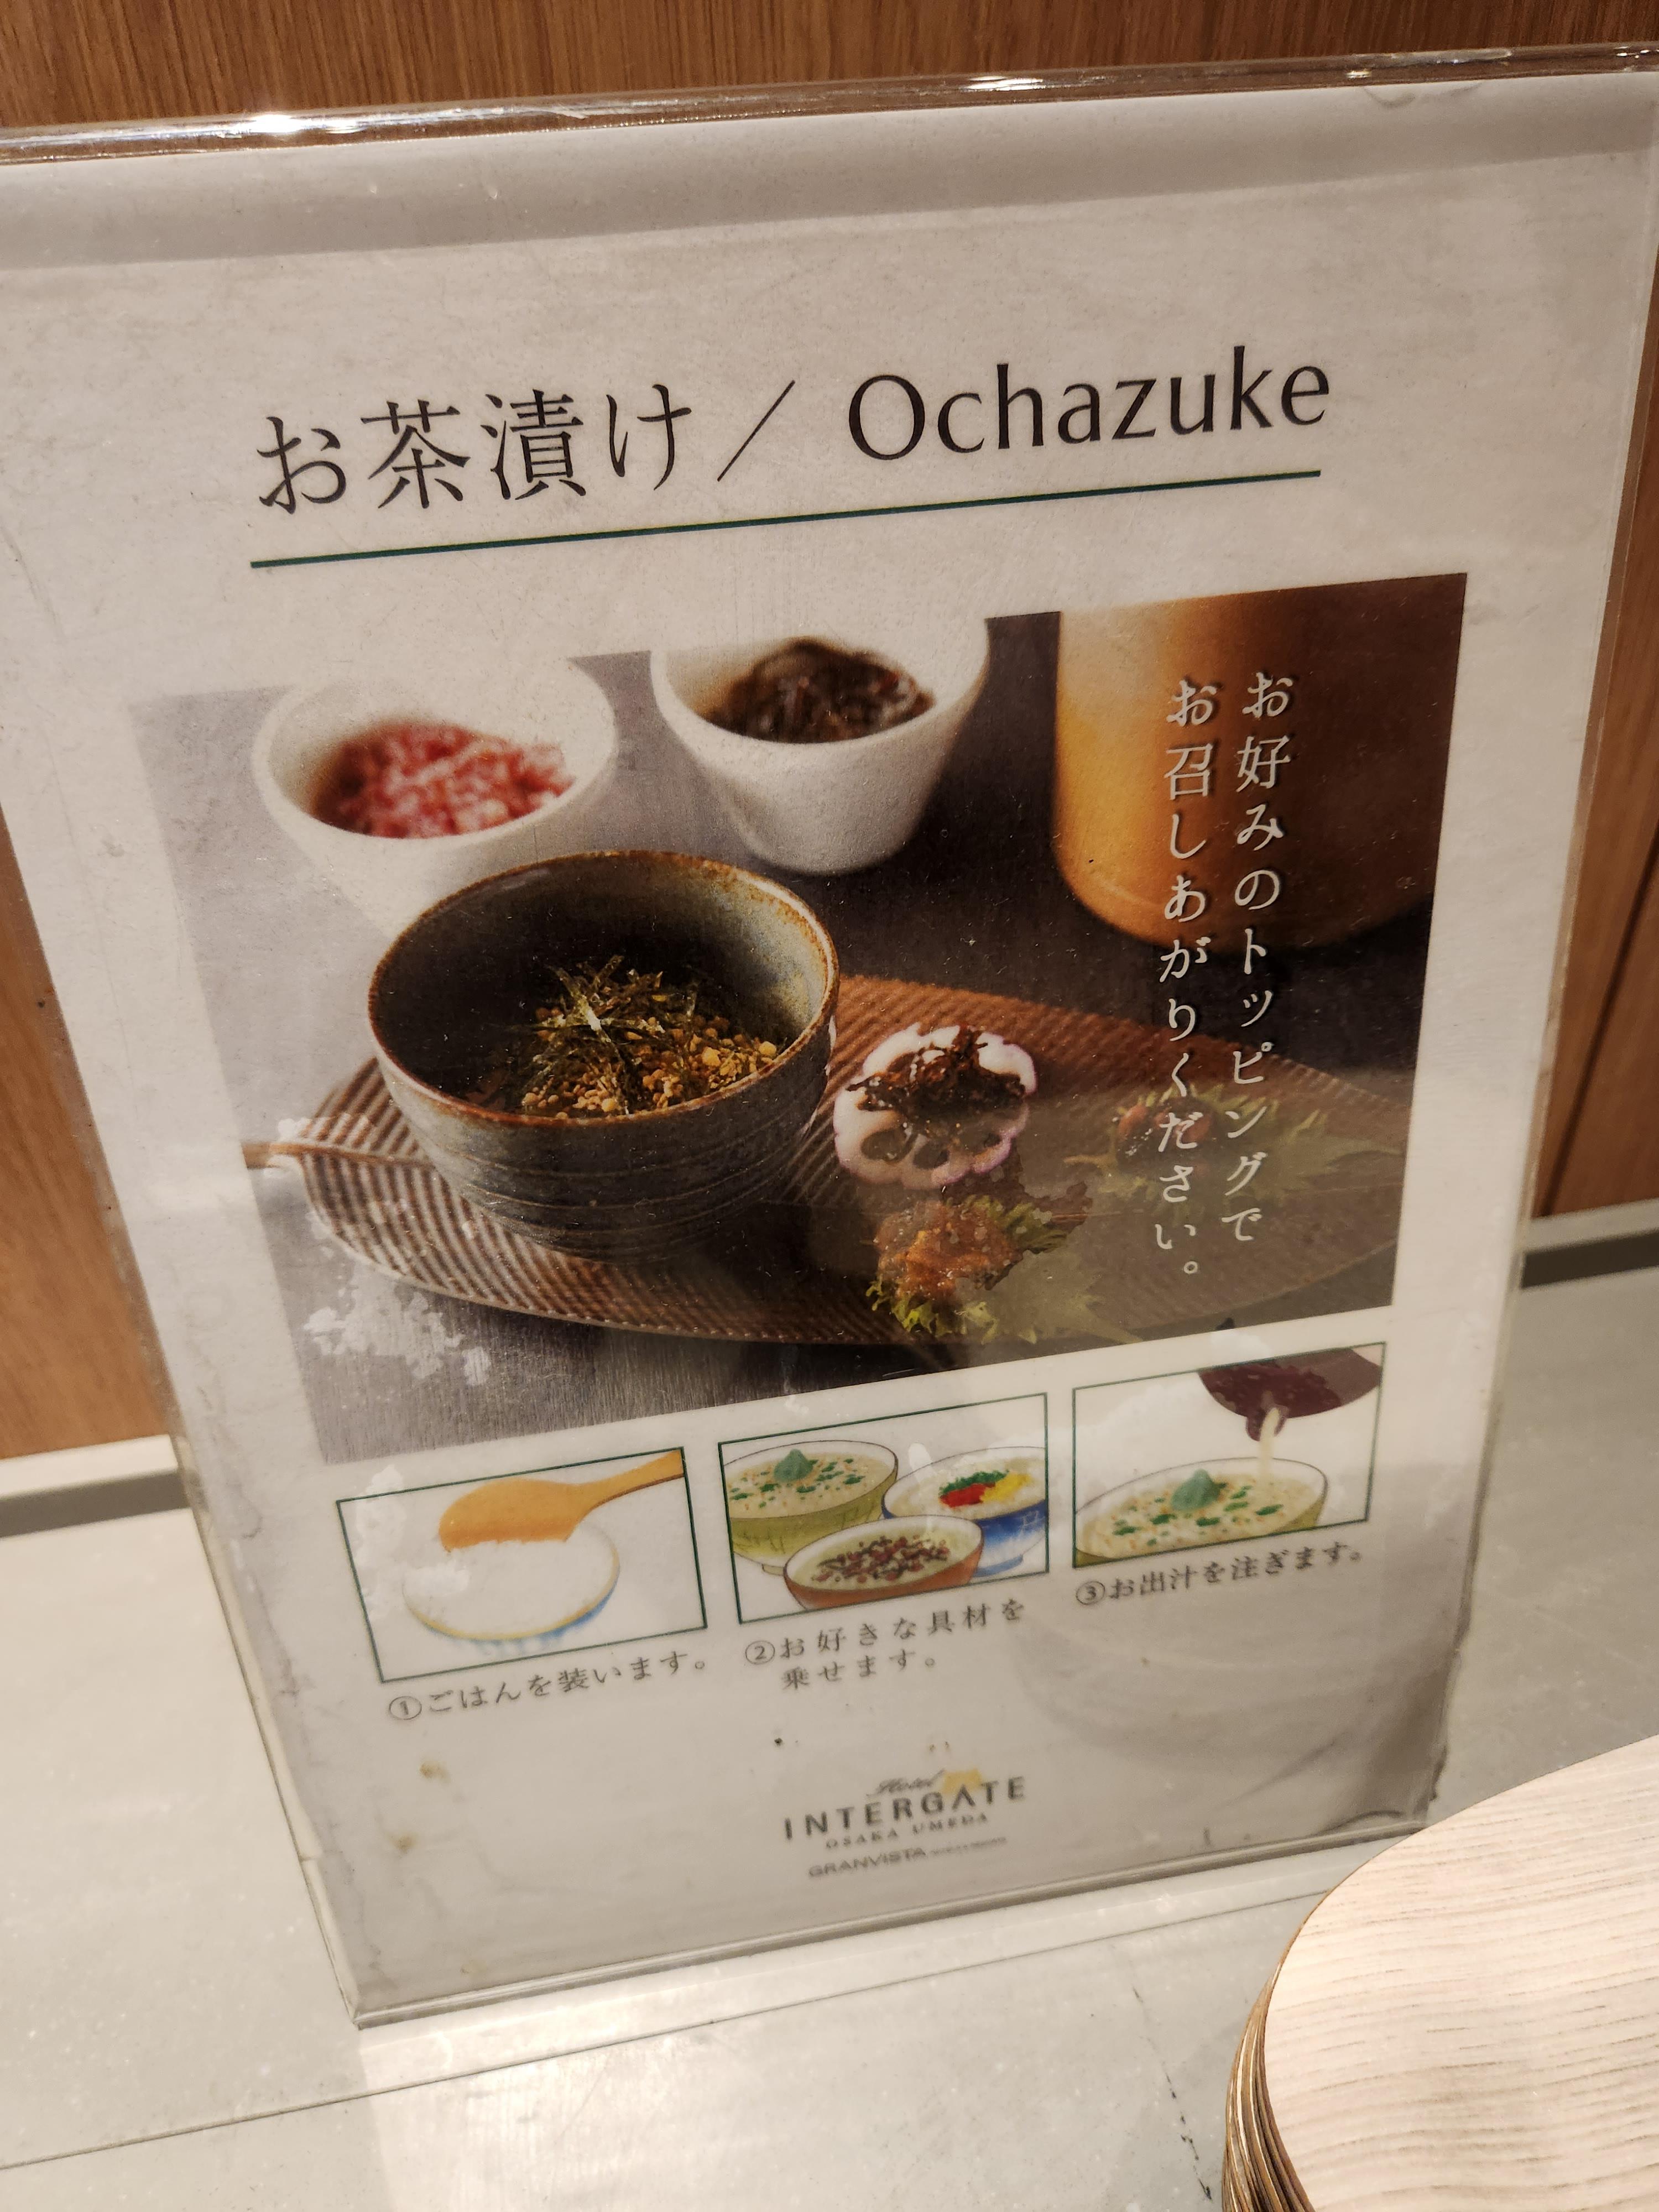 お茶漬け／ Ochazuke
お好みのトッピングで
お召しあがりください。
①ごはんを装います。
②お好きな具材を
乗せます。
③お出汁を注ぎます。
Hotel
INTERGATE
OSAKA UMEDA
GRANVISTA